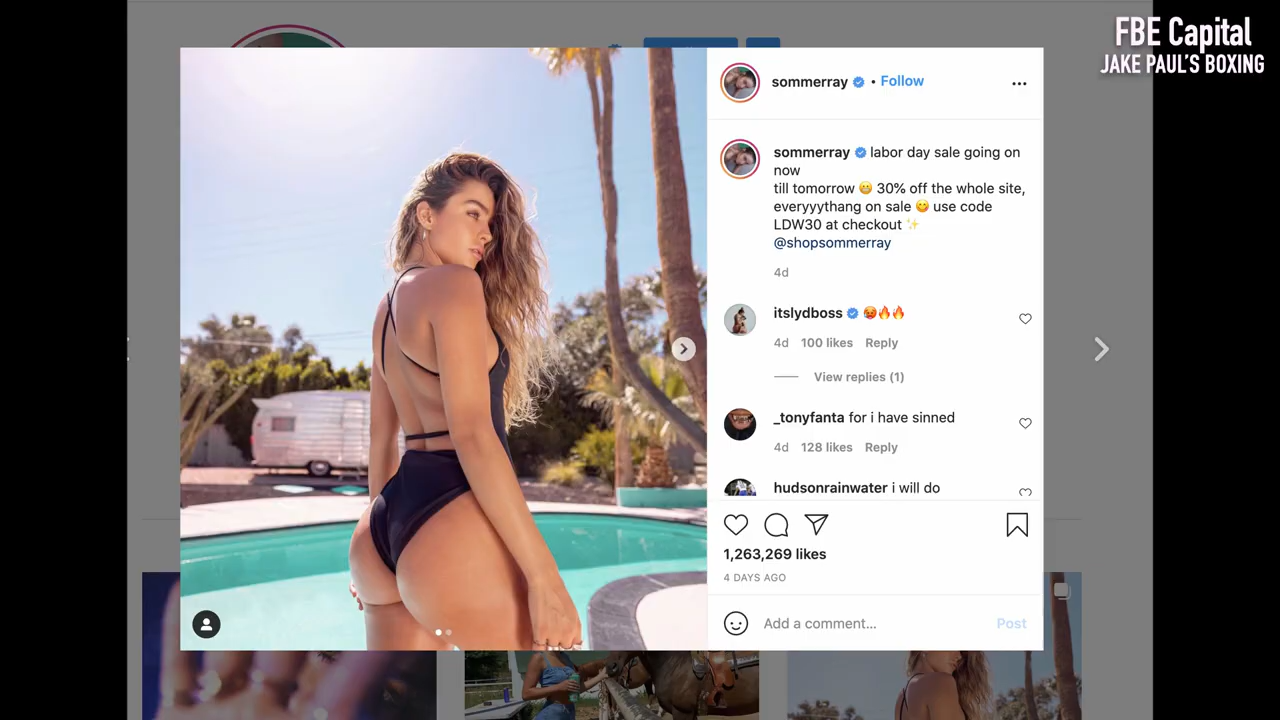 FBE Capital
JAKE PAUL'S BOXING
sommerray • Follow
sommerray labor day sale going on
now
till tomorrow 😁 30% off the whole site,
everyyythang on sale 😋 use code
LDW30 at checkout ✨
@shopsommerray
4d
itslydboss 🥵🔥🔥
4d 100 likes Reply
View replies (1)
_tonyfanta for i have sinned
4d 128 likes Reply
hudsonrainwater i will do
1,263,269 likes
4 DAYS AGO
Add a comment...
Post